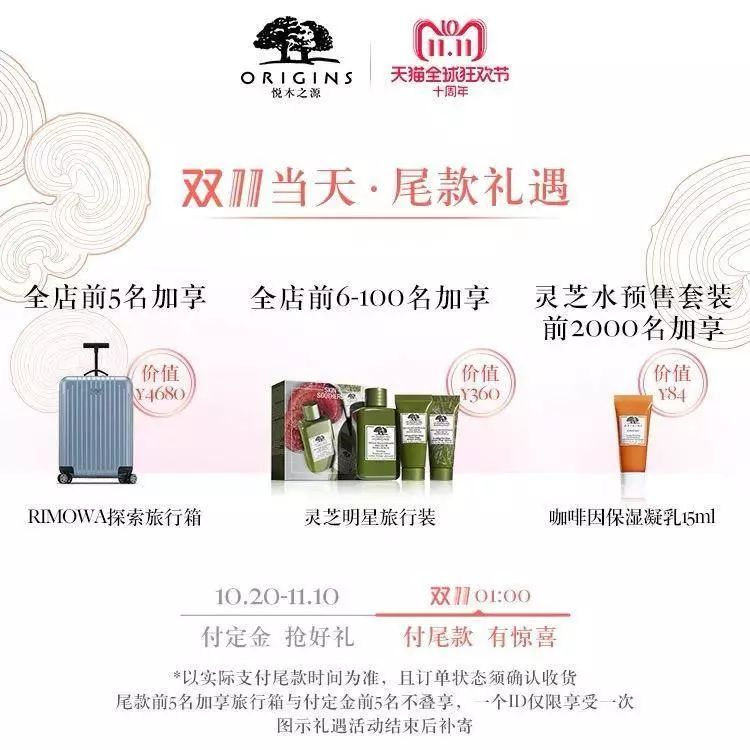 ORIGINS
悦木之源
10
11.11
天猫全球狂欢节
十周年
双11当天·尾款礼遇
全店前5名加享
全店前6-100名加享
灵芝水预售套装
前2000名加享
价值
¥4680
价值
¥360
价值
¥84
SKIN
SOOTHERS
ORIGINS
RIMOWA探索旅行箱
灵芝明星旅行装
咖啡因保湿凝乳15ml
10.20-11.10
双11 01:00
付定金 抢好礼
付尾款 有惊喜
*以实际支付尾款时间为准，且订单状态须确认收货
尾款前5名加享旅行箱与付定金前5名不叠享，一个ID仅限享受一次
图示礼遇活动结束后补寄